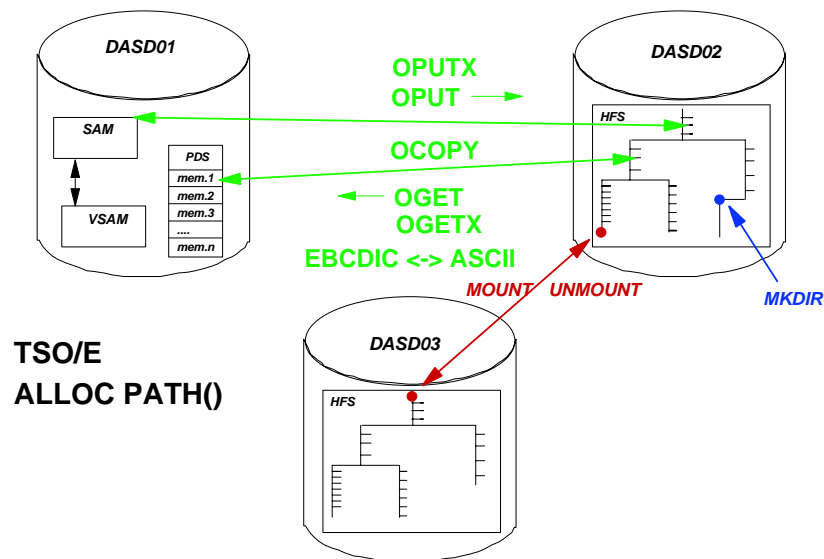 DASD01
DASD02
OPUTX
OPUT
SAM
HFS
OCOPY
PDS
mem.1
mem.2
mem.3
....
mem.n
VSAM
OGET
OGETX
EBCDIC <-> ASCII
MOUNT UNMOUNT
MKDIR
DASD03
TSO/E
ALLOC PATH()
HFS